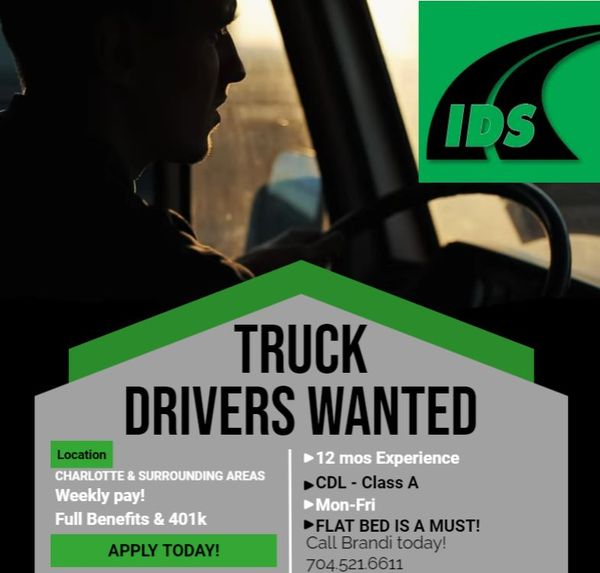 IDS
TRUCK
DRIVERS WANTED
Location
CHARLOTTE & SURROUNDING AREAS
Weekly pay!
Full Benefits & 401k
APPLY TODAY!
12 mos Experience
CDL - Class A
Mon-Fri
FLAT BED IS A MUST!
Call Brandi today!
704.521.6611